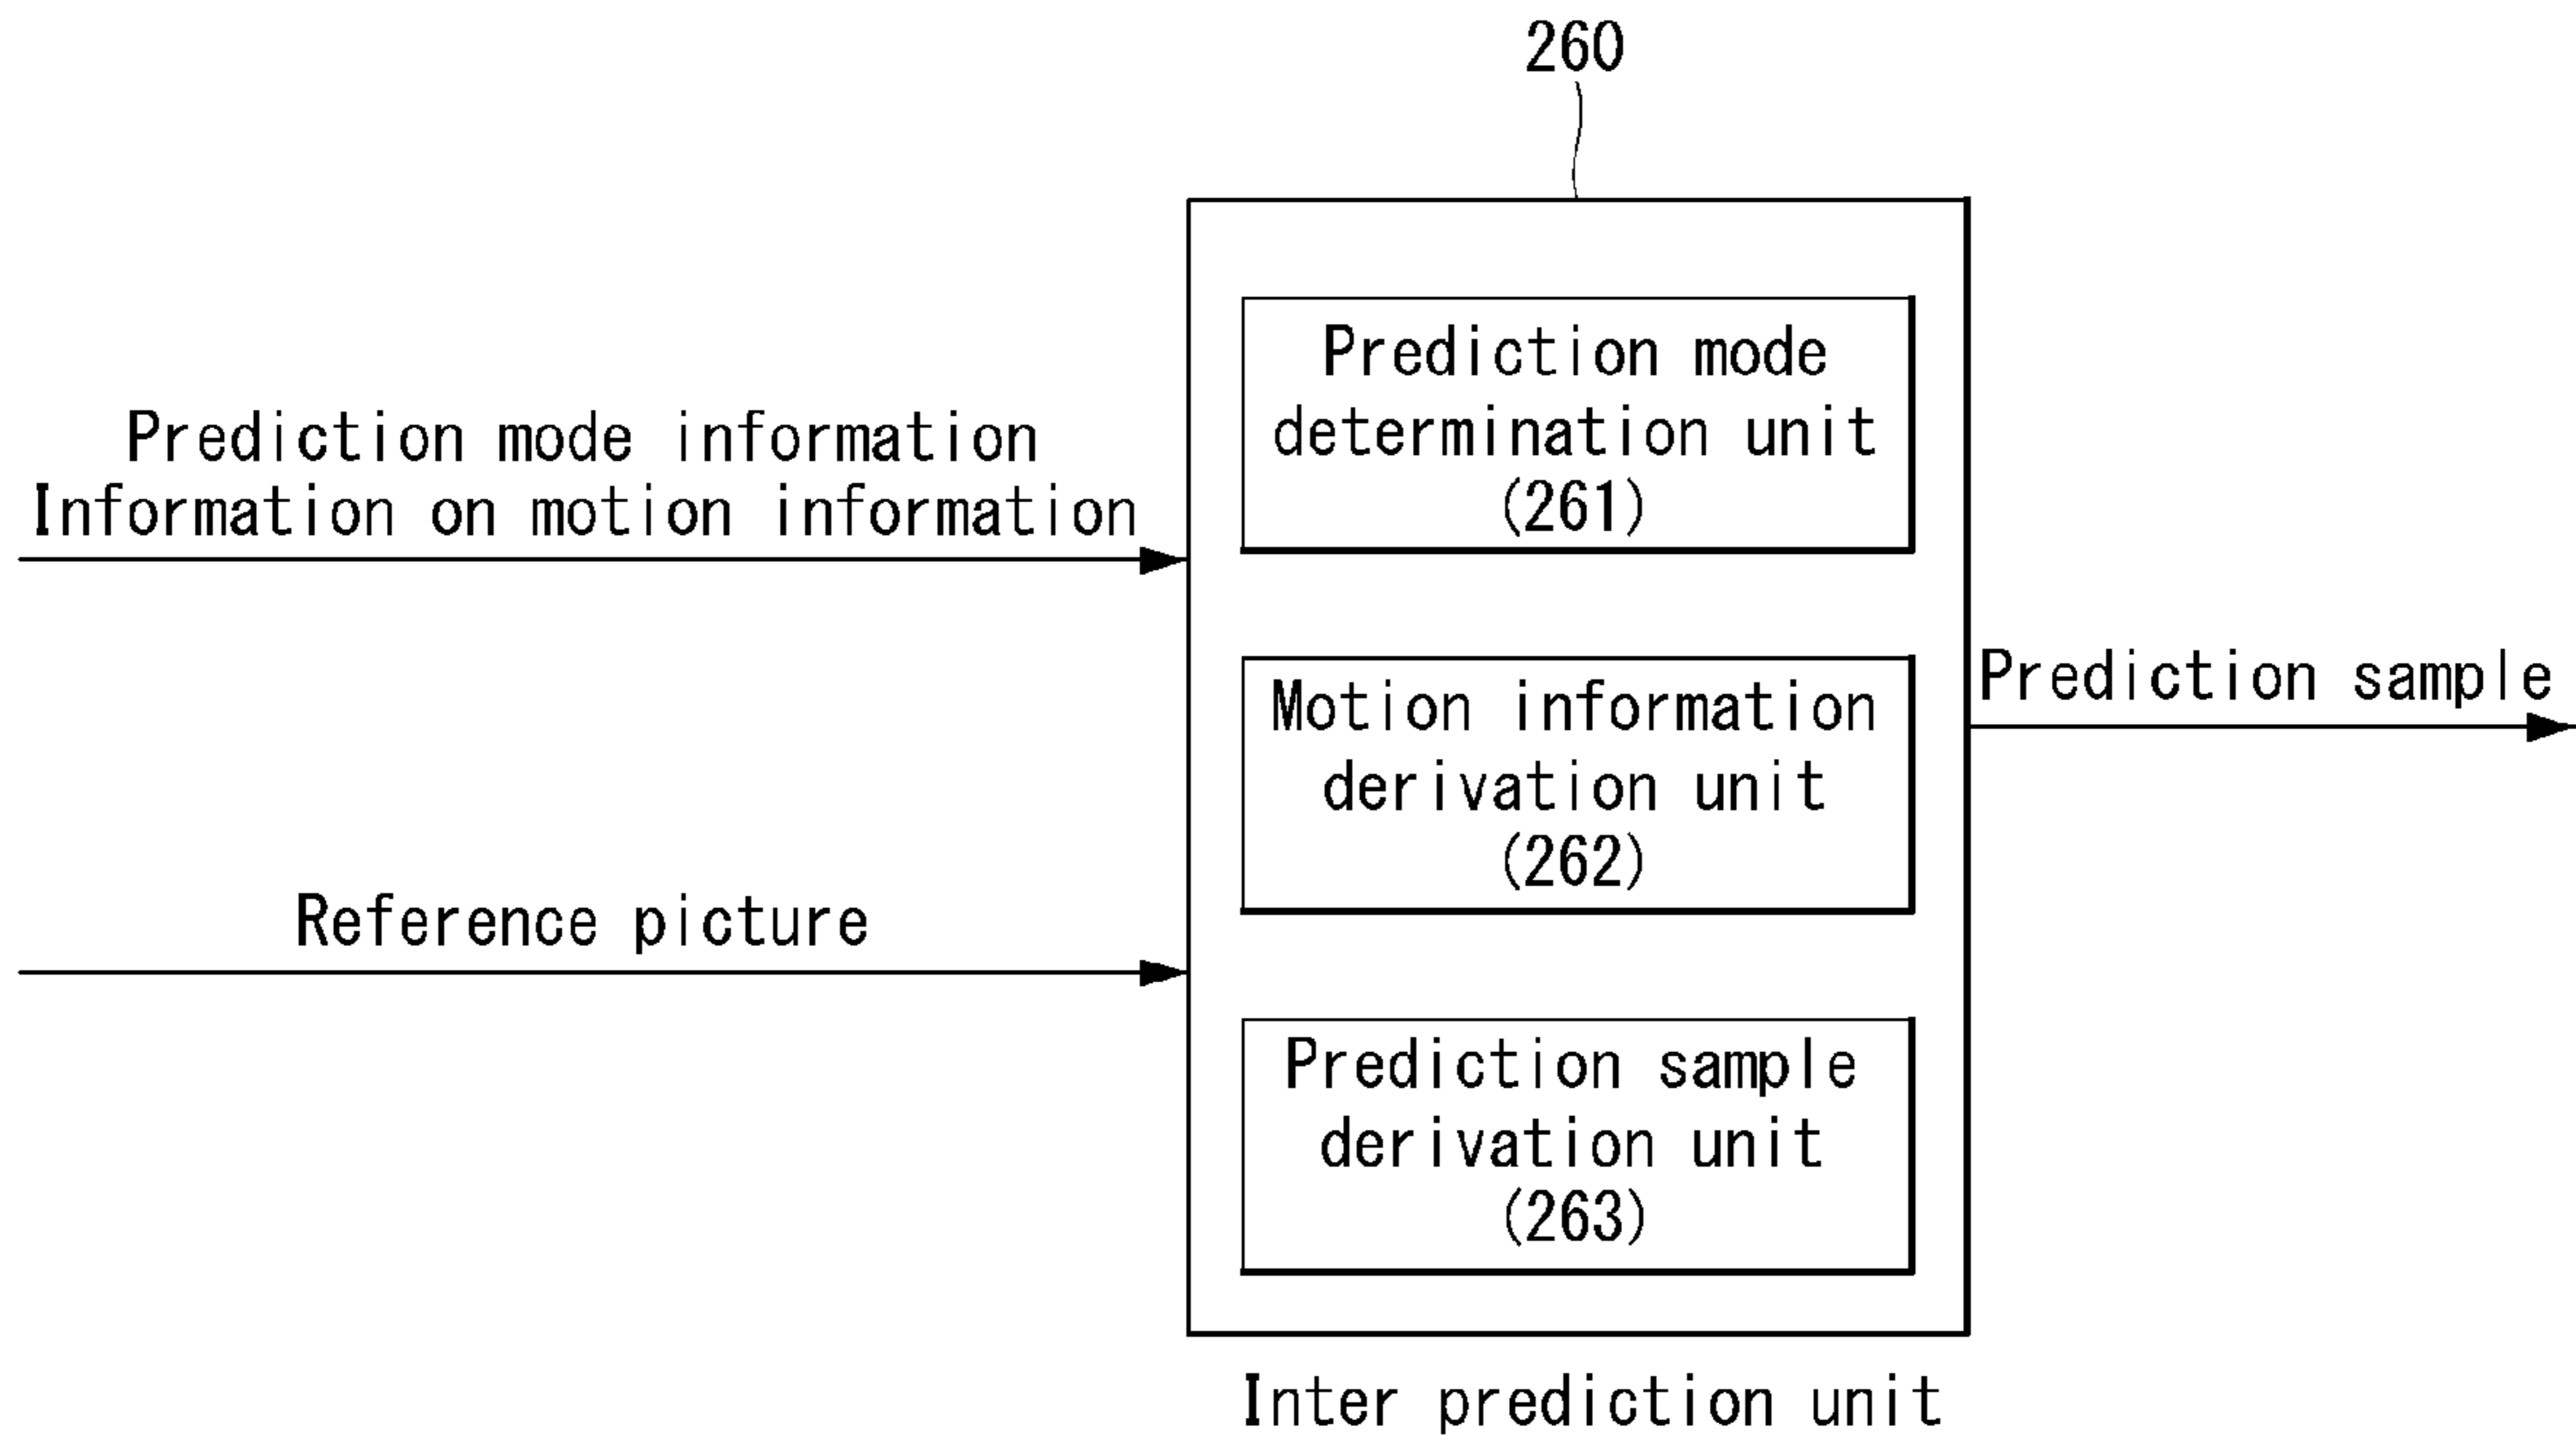 260
Prediction mode
determination unit
(261)
Prediction mode information
Information on motion information
Motion information
derivation unit
(262)
Prediction sample
Reference picture
Prediction sample
derivation unit
(263)
Inter prediction unit